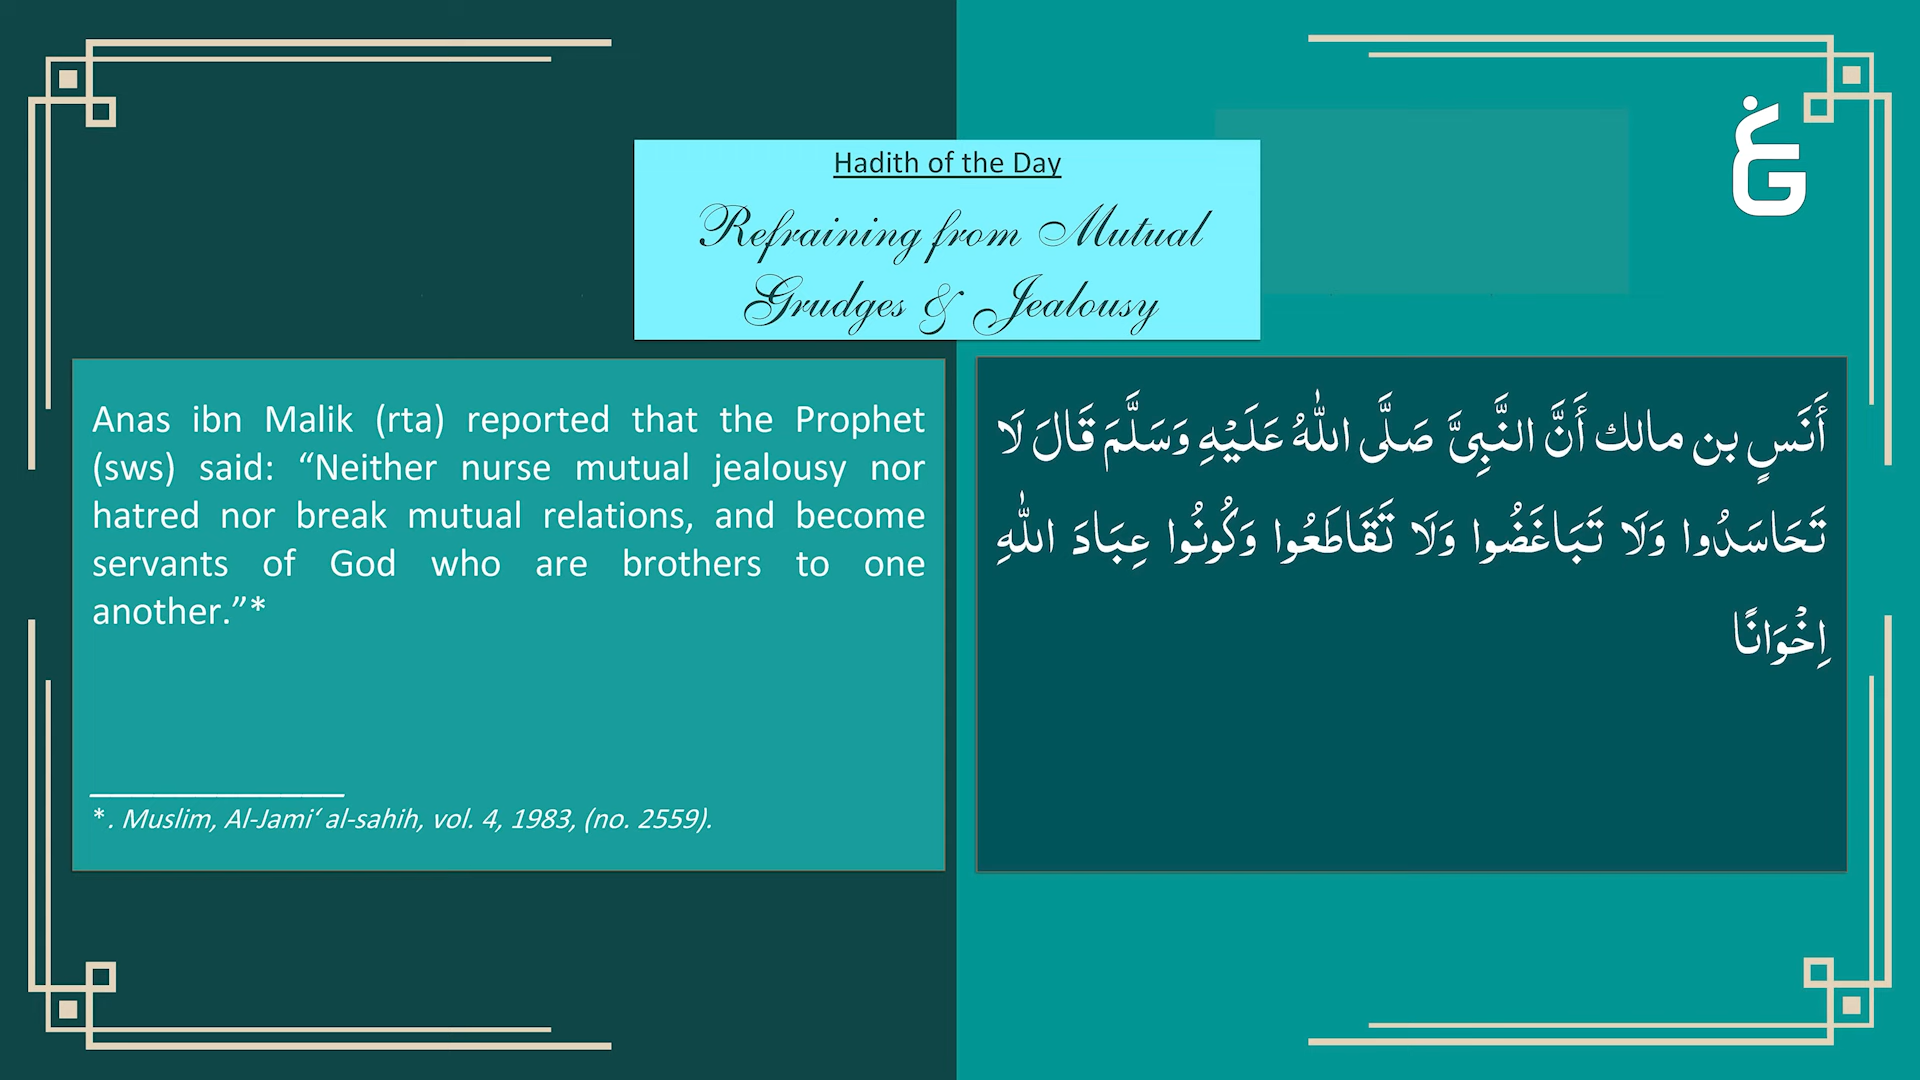 Hadith of the Day
Refraining from Mutual
Grudges & Jealousy
Anas ibn Malik (rta) reported that the Prophet
(sws) said: “Neither nurse mutual jealousy nor
hatred nor break mutual relations, and become
servants of God who are brothers to one
another.”*
*. Muslim, Al-Jami‘ al-sahih, vol. 4, 1983, (no. 2559).
غ
G
أَنَسٍ بن مالك أَنَّ النَّبِىَّ صَلَّى اللهُ عَلَيْهِ وَسَلَّمَ قَالَ لَا
تَحَاسَدُوا وَلَا تَبَاغَضُوا وَلَا تَقَاطَعُوا وَكُونُوا عِبَادَ اللهِ
اِخْوَانًا